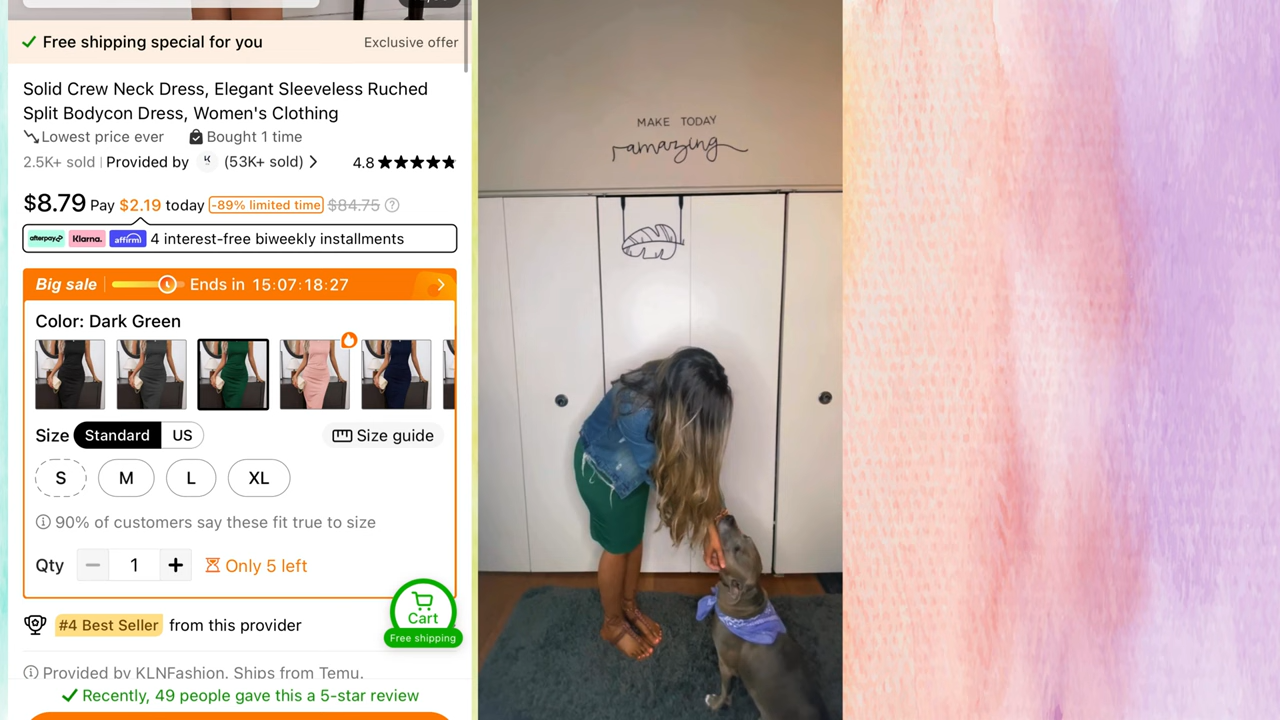 Free shipping special for you Exclusive offer
Solid Crew Neck Dress, Elegant Sleeveless Ruched
Split Bodycon Dress, Women's Clothing
Lowest price ever Bought 1 time
2.5K+ sold | Provided by (53K+ sold) 4.8
$8.79 Pay $2.19 today -89% limited time $84.75
afterpay Klarna. affirm 4 interest-free biweekly installments
Big sale Ends in 15:07:18:27
Color: Dark Green
Size Standard US Size guide
S M L XL
90% of customers say these fit true to size
Qty 1 Only 5 left
Cart
#4 Best Seller from this provider
Free shipping
Provided by KLNFashion. Ships from Temu.
Recently, 49 people gave this a 5-star review
MAKE TODAY
amazing